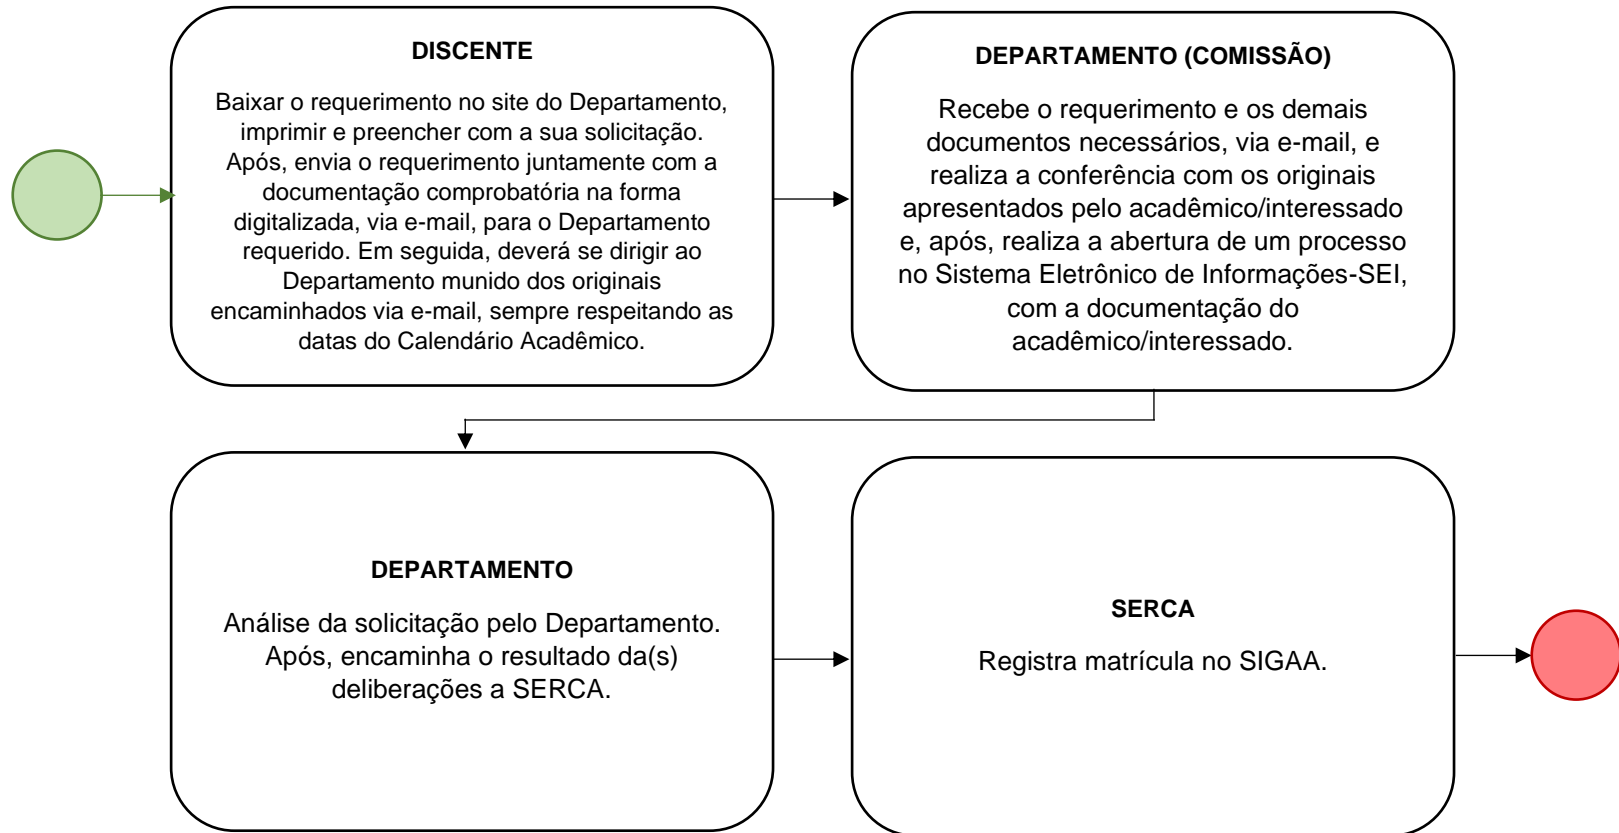 DISCENTE
Baixar o requerimento no site do Departamento,
imprimir e preencher com a sua solicitação.
Após, envia o requerimento juntamente com a
documentação comprobatória na forma
digitalizada, via e-mail, para o Departamento
requerido. Em seguida, deverá se dirigir ao
Departamento munido dos originais
encaminhados via e-mail, sempre respeitando as
datas do Calendário Acadêmico.
DEPARTAMENTO (COMISSÃO)
Recebe o requerimento e os demais
documentos necessários, via e-mail, e
realiza a conferência com os originais
apresentados pelo acadêmico/interessado
e, após, realiza a abertura de um processo
no Sistema Eletrônico de Informações-SEI,
com a documentação do
acadêmico/interessado.
DEPARTAMENTO
Análise da solicitação pelo Departamento.
Após, encaminha o resultado da(s)
deliberações a SERCA.
SERCA
Registra matrícula no SIGAA.